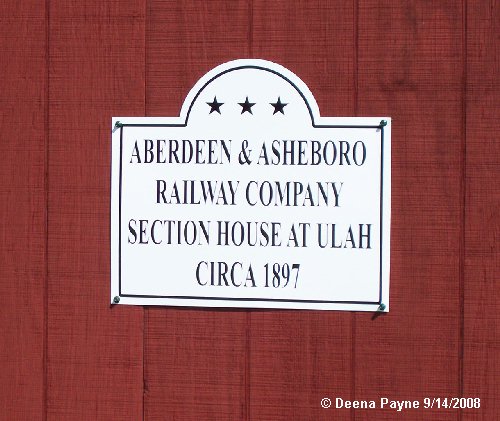 ABERDEEN & ASHEBORO
RAILWAY COMPANY
SECTION HOUSE AT ULAH
CIRCA 1897
© Deena Payne 9/14/2008